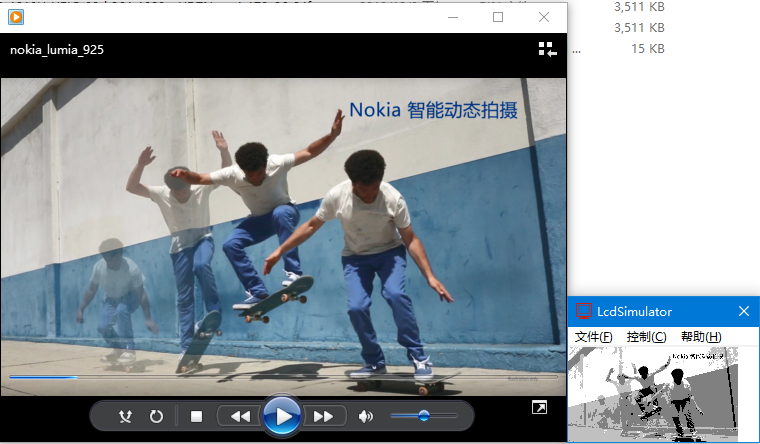 3,511 KB
3,511 KB
... 15 KB
nokia_lumia_925
Nokia 智能动态拍摄
LcdSimulator
文件(F) 控制(C) 帮助(H)